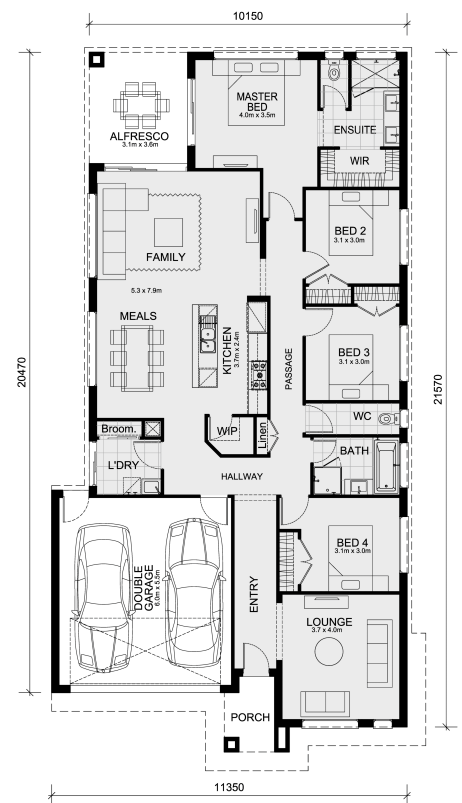 10150
MASTER
BED
4.0m x 3.5m
ALFRESCO
3.1m x 3.6m
ENSUITE
WIR
BED 2
3.1 x 3.0m
FAMILY
5.3 x 7.9m
MEALS
KITCHEN
3.7m x 2.4m
PASSAGE
BED 3
3.1 x 3.0m
20470
21570
WC
Broom.
WIP
Linen
BATH
L'DRY
HALLWAY
BED 4
3.1m x 3.0m
DOUBLE
GARAGE
6.0m x 5.5m
ENTRY
LOUNGE
3.7 x 4.0m
PORCH
11350